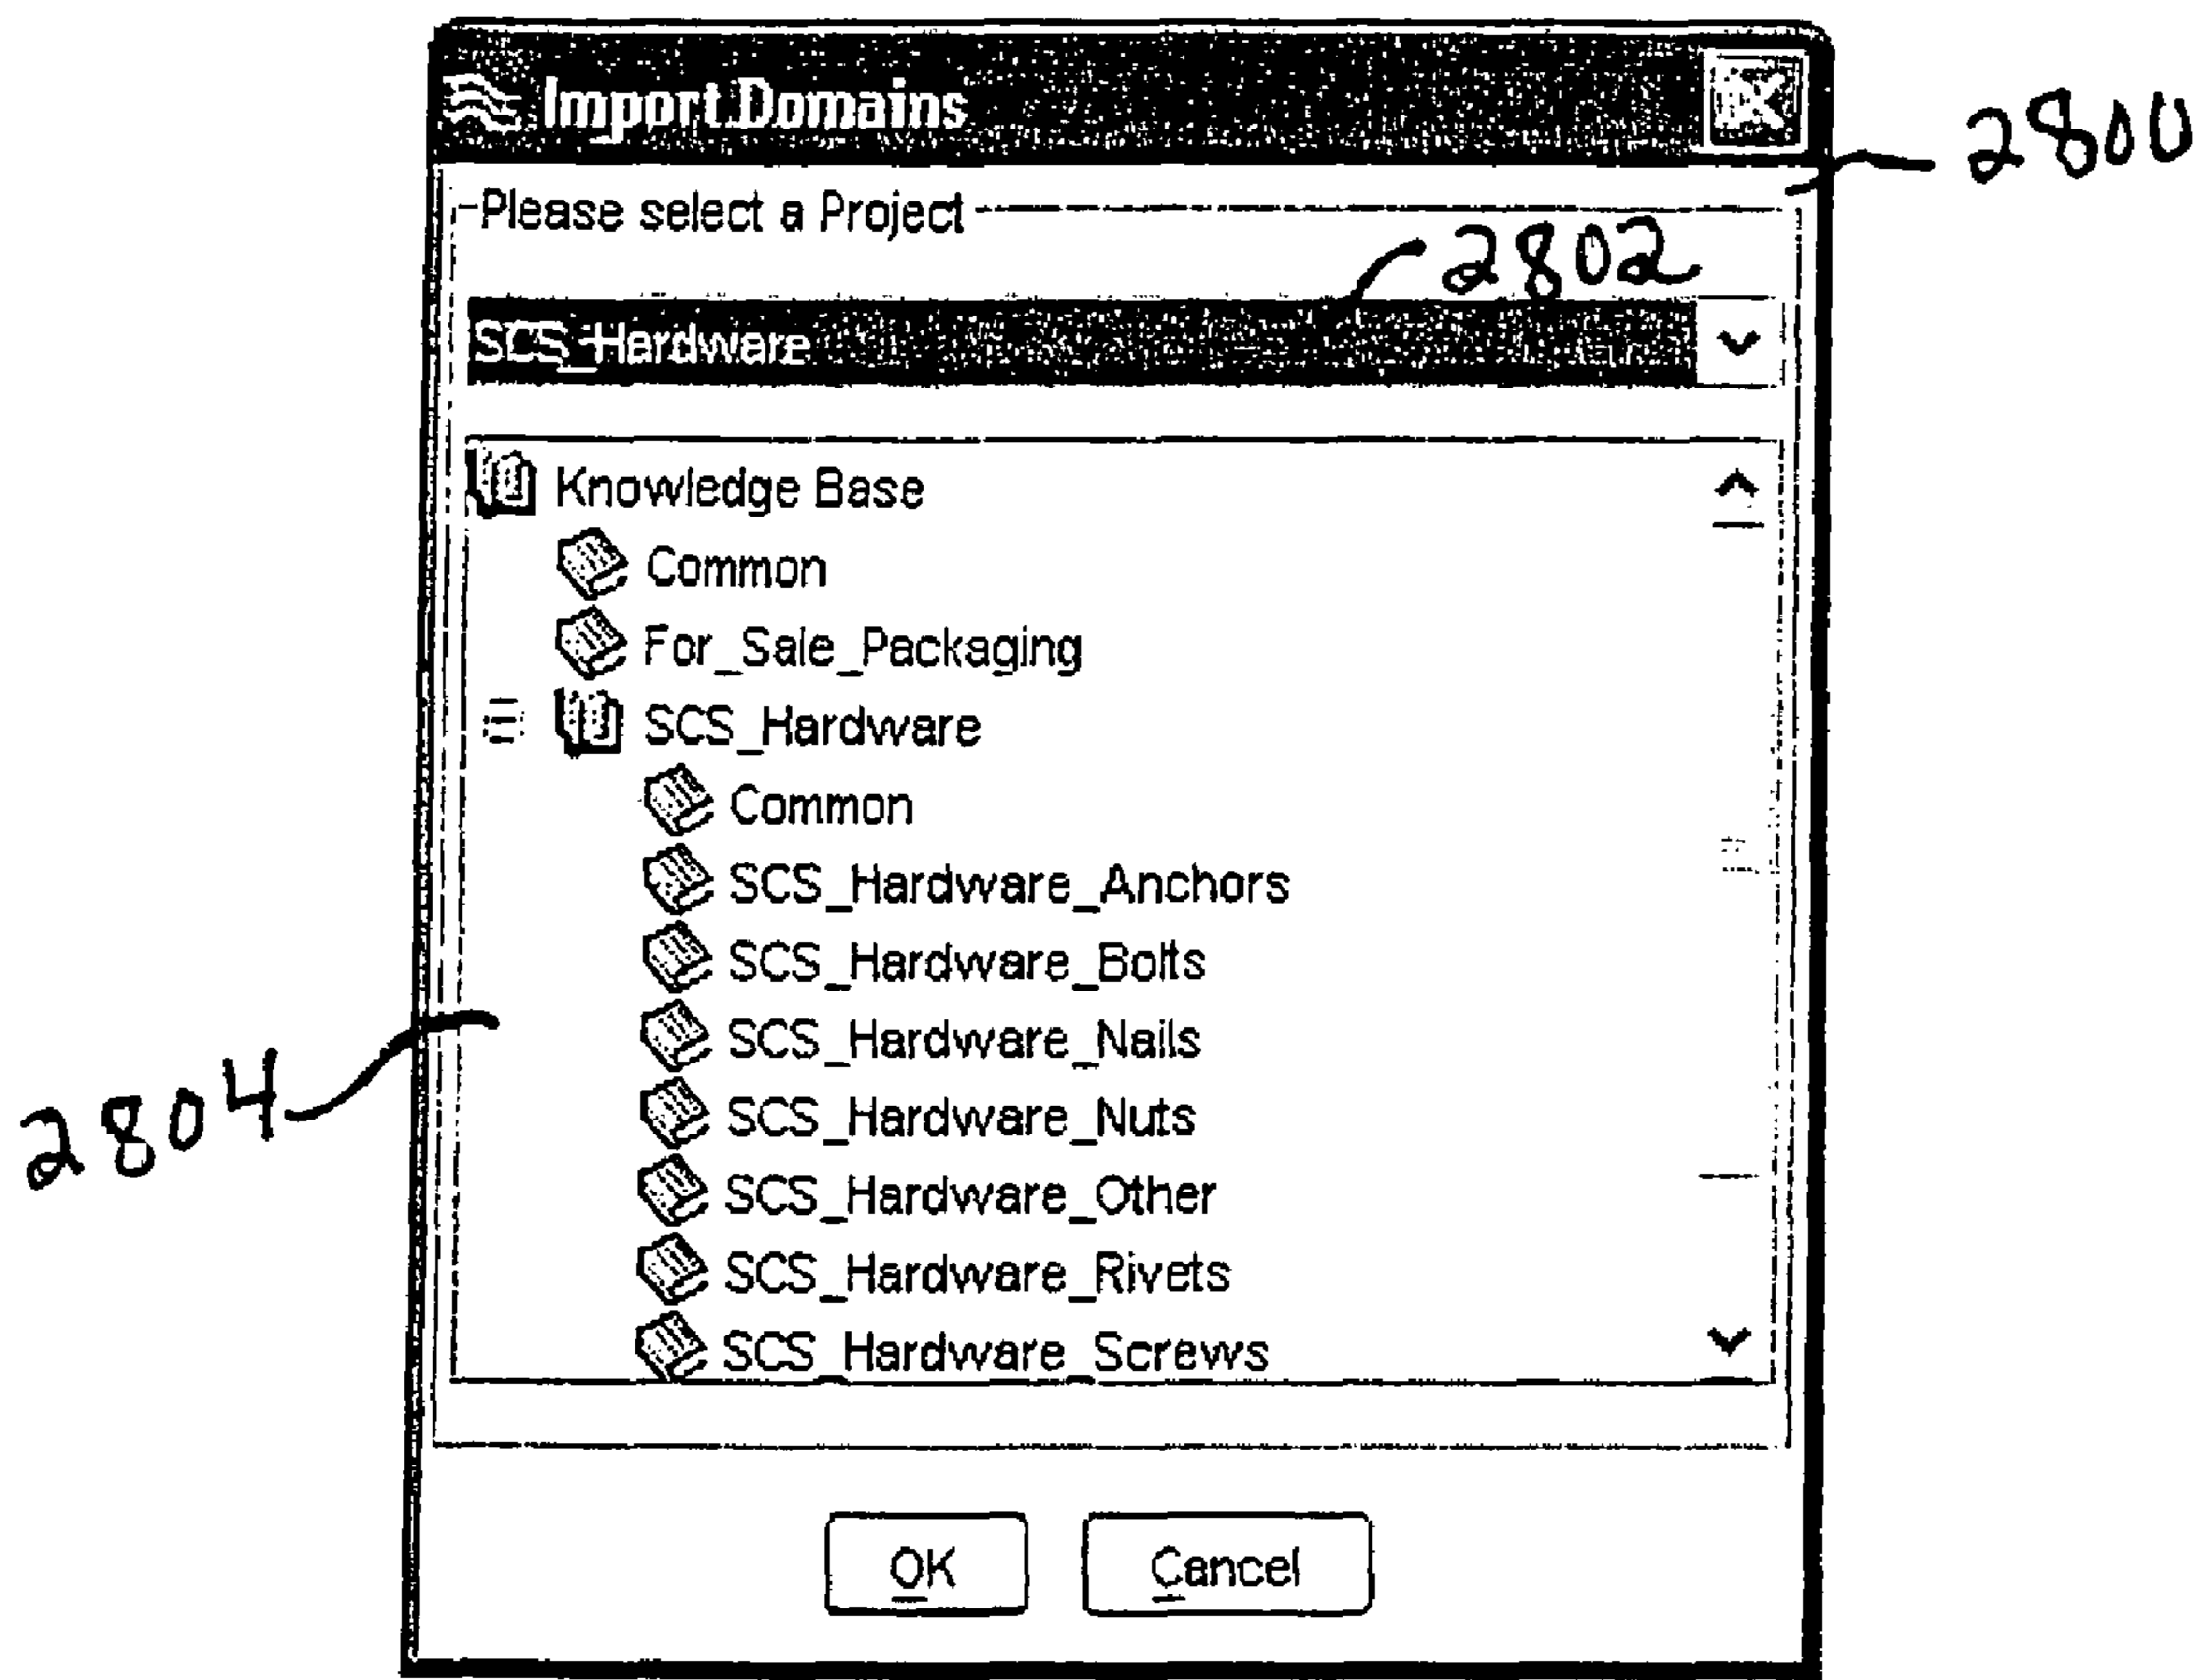 Import Domains
2800
Please select a Project
2802
SCS_Hardware
Knowledge Base
Common
For_Sale_Packaging
SCS_Hardware
Common
SCS_Hardware_Anchors
SCS_Hardware_Bolts
SCS_Hardware_Nails
2804
SCS_Hardware_Nuts
SCS_Hardware_Other
SCS_Hardware_Rivets
SCS_Hardware_Screws
OK Cancel